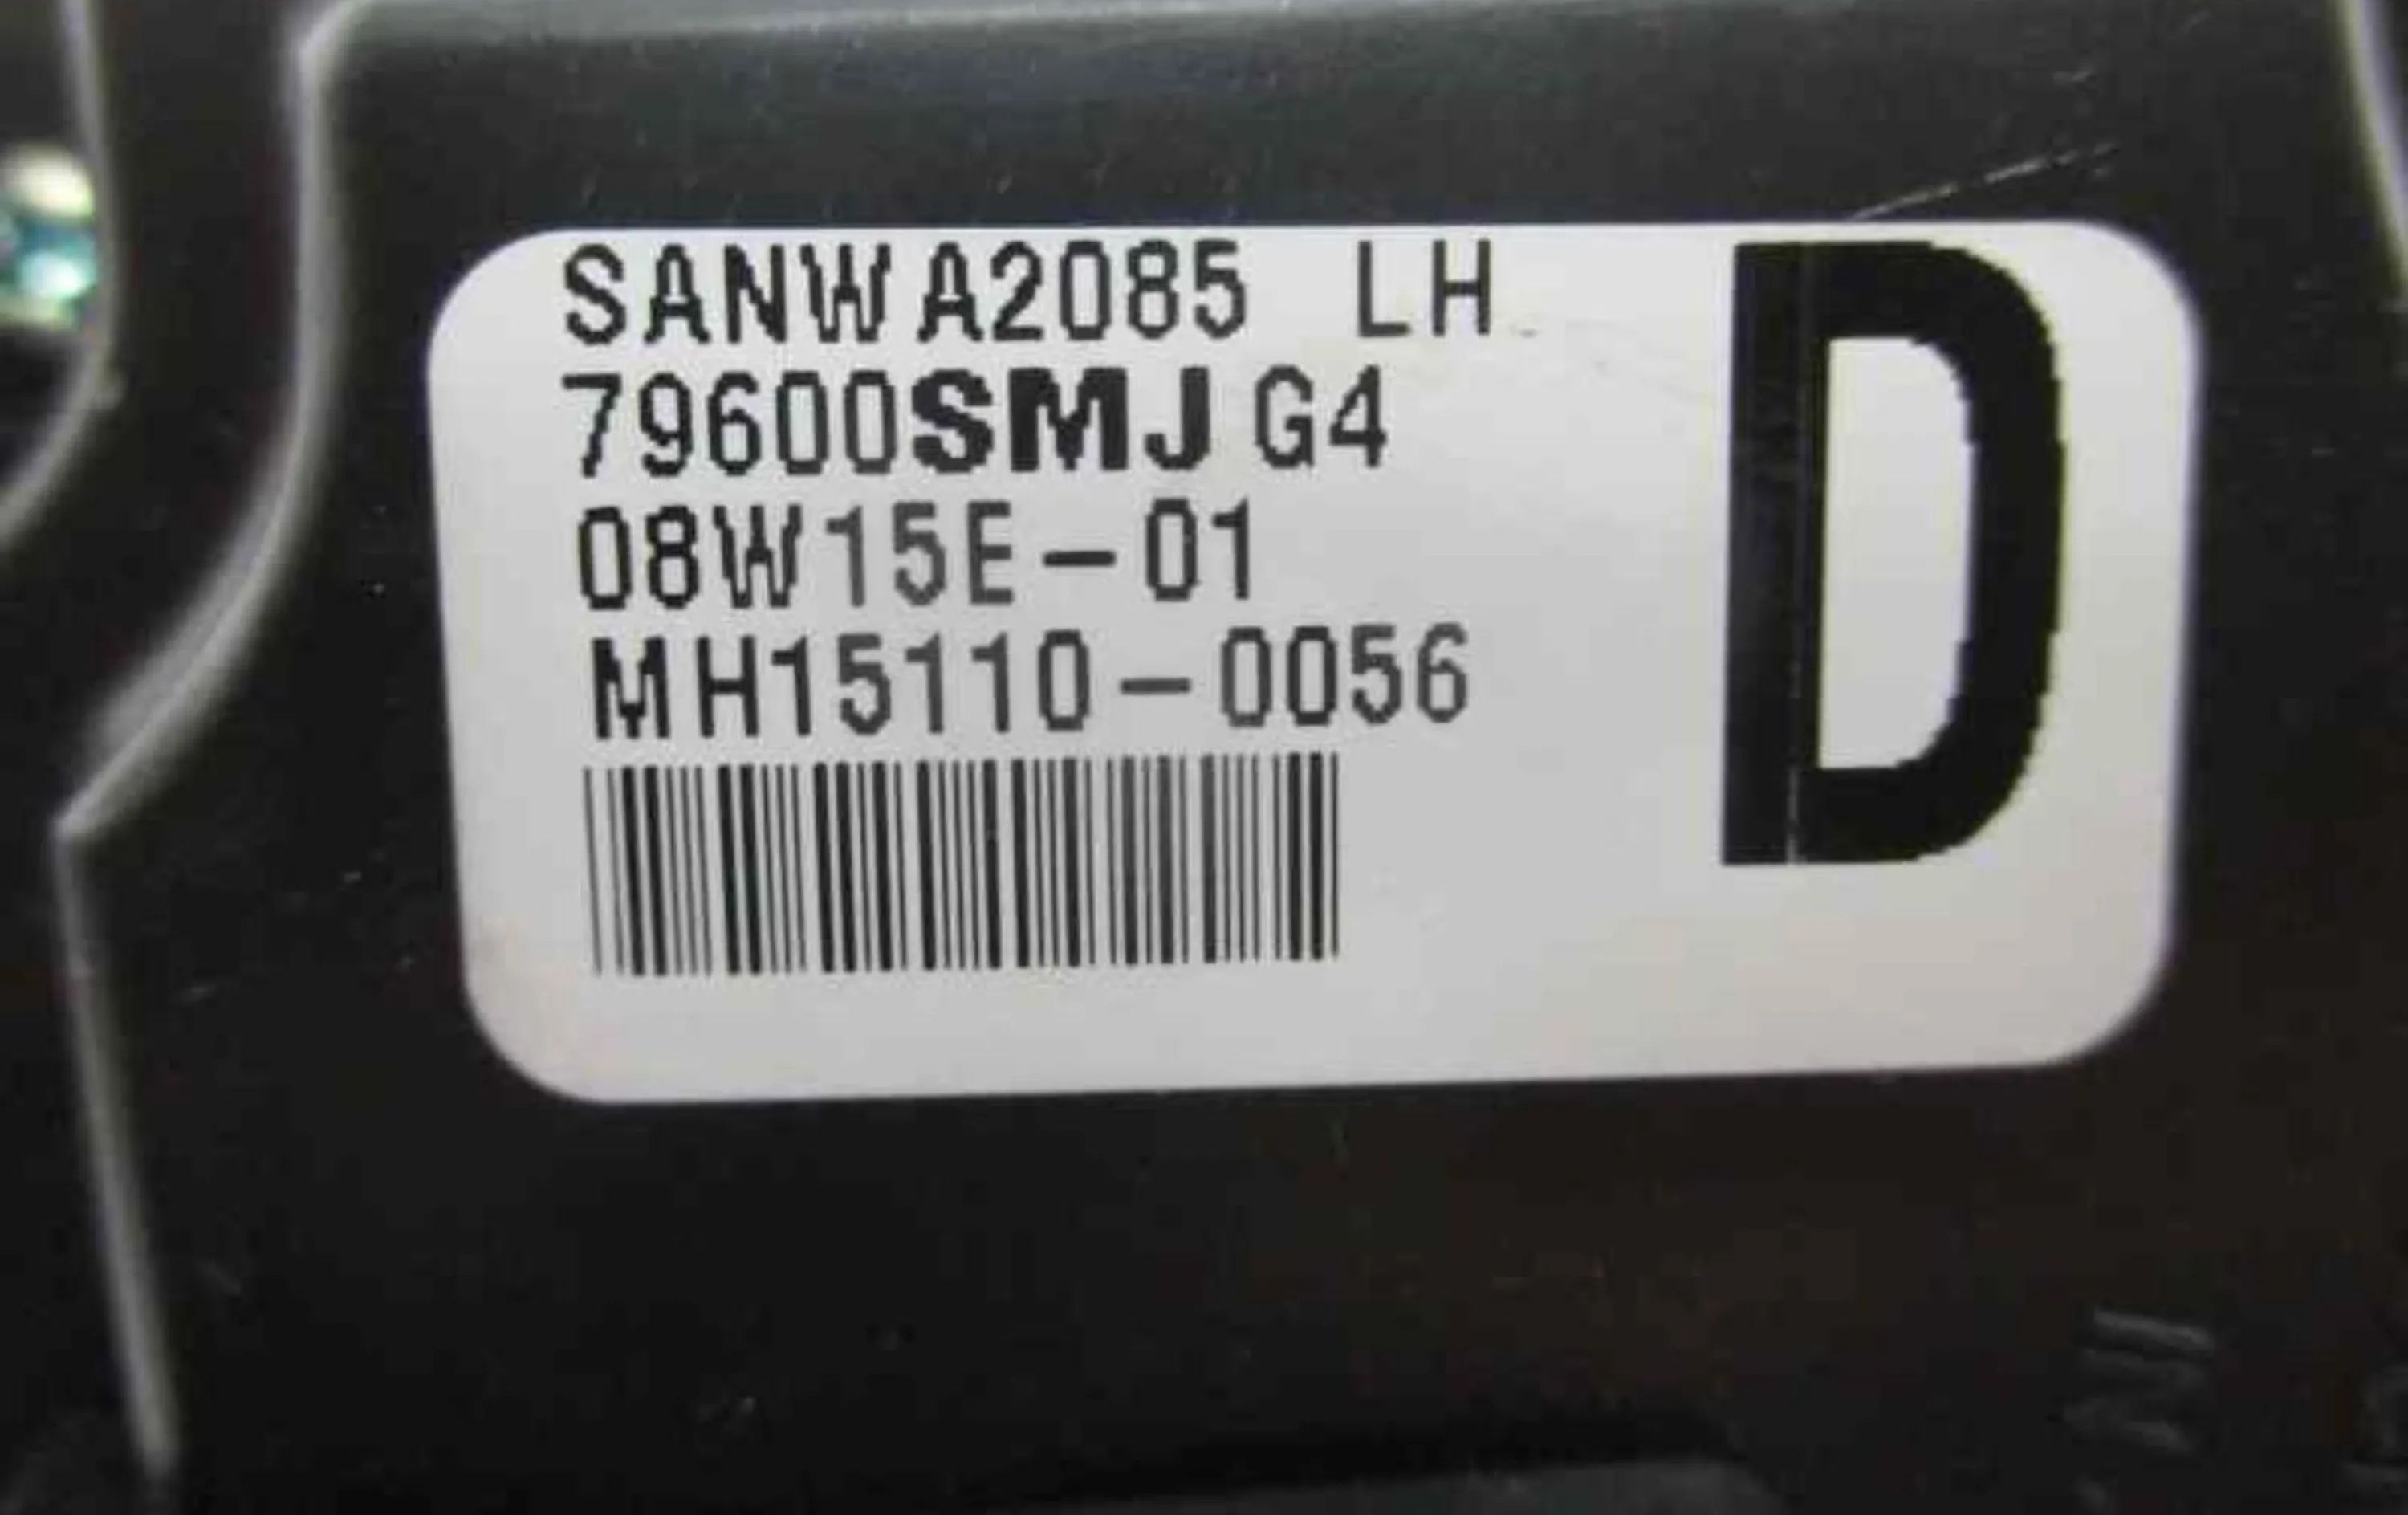 SANWA2085 LH
79600SMJ G4
08W15E-01
MH15110-0056
D